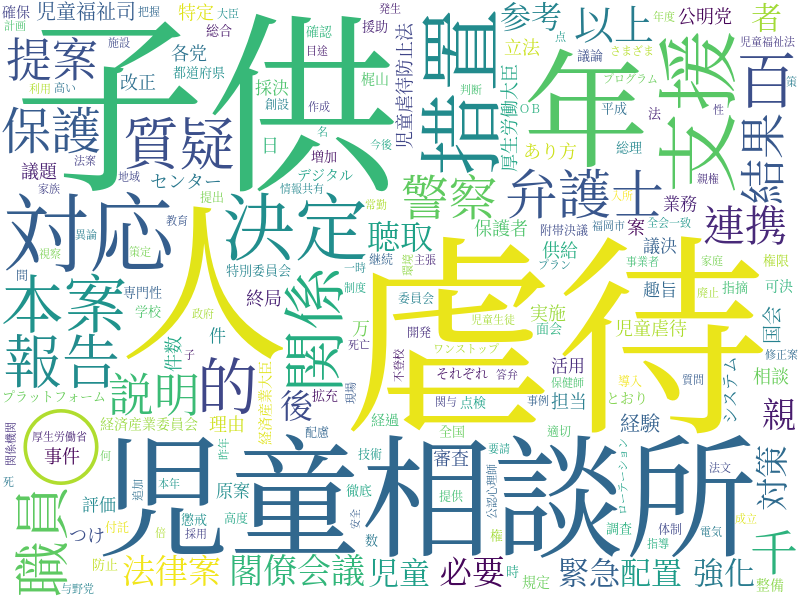 確保
児童福祉司
把握
特定
大臣
総合
確認
発生
参考
以上
公明党
者
年度
児童福祉法
さまざま
計画
施設
援助
目途
提案
各党
都道府県
改正
採決
創設
作成
梶山
児童虐待防止法
措置
立法
点
議論
プログラム
判断
OB
平成
法
性
支援
百
策
利用
高い
子供
年
保護
質疑
日
増加
名
今後
厚生労働大臣
あり方
総理
親権
結果
法案
議題
センター
デジタル
情報共有
提出
警察
弁護士
業務
入所
家族
地域
常勤
対応
人
決定
聴取
保護者
附帯決議
福岡市
案
全会一致
連携
教育
異論
視察
策定
特別委員会
継続
一時
主張
環境
プラン
供給
議決
事業者
家庭
権限
間
専門性
終局
制度
関係
委員会
実施
趣旨
廃止
指摘
可決
本案
学校
政府
件
万
死亡
開発
児童生徒
面会
児童虐待
国会
修正案
報告
件数
子
説明
的
後
拡充
現場
不登校
ワンストップ
それぞれ
答弁
保健師
活用
導入
質問
システム
相談
プラットフォーム
経済産業大臣
虐待
関与
点検
事例
担当
とおり
親
厚生労働省
事件
経済産業委員会
理由
経過
配慮
全国
適切
経験
関係機関
何
昨年
技術
審査
要請
公認心理師
ローテーション
対策
法文
職員
評価
追加
本年
原案
徹底
提供
児童相談所
死
つけ
付託
懲戒
採用
高度
安全
数
権
調査
体制
電気
成立
倍
指導
千
防止
法律案
閣僚会議
児童
必要
時
規定
緊急
配置
強化
整備
与野党